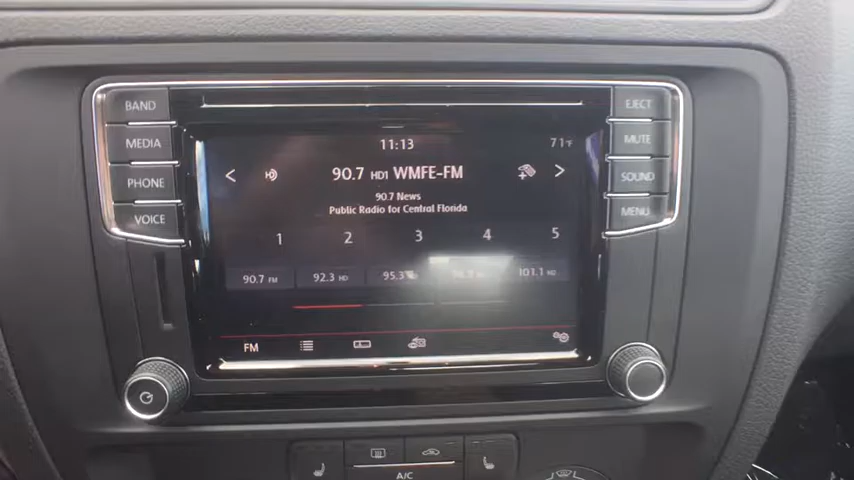 BAND
MEDIA
PHONE
VOICE
EJECT
MUTE
SOUND
MENU
11:13
71°F
90.7 HD1 WMFE-FM
90.7 News
Public Radio for Central Florida
1 2 3 4 5
90.7 FM 92.3 HD 95.3 101.1 HD
FM
A/C